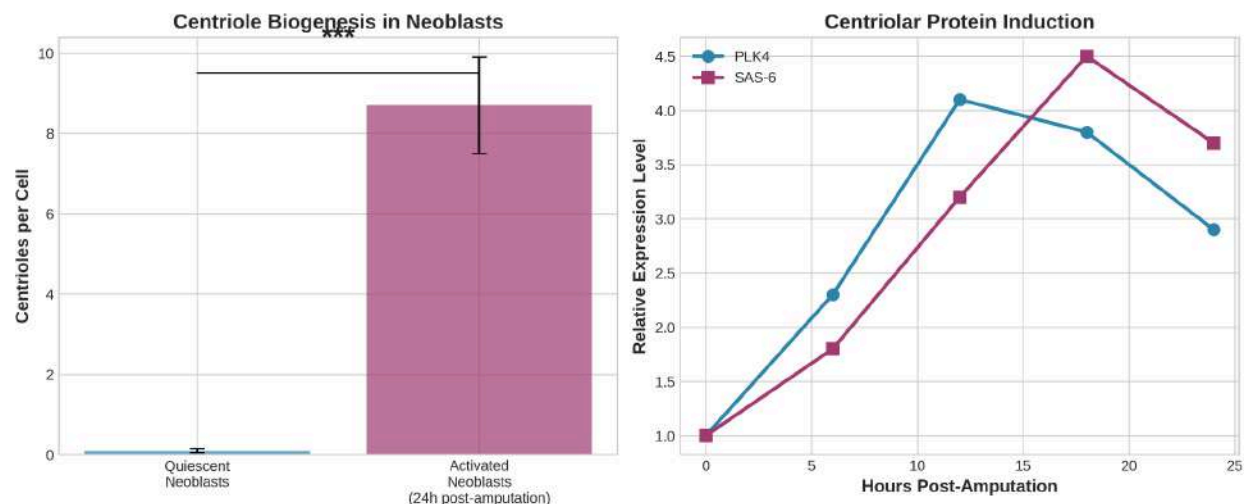 Centriole Biogenesis in Neoblasts
***
10
8
6
4
2
0
Centrioles per Cell
Quiescent
Neoblasts
Activated
Neoblasts
(24h post-amputation)
Centriolar Protein Induction
PLK4
SAS-6
4.5
4.0
3.5
3.0
2.5
2.0
1.5
1.0
Relative Expression Level
0 5 10 15 20 25
Hours Post-Amputation